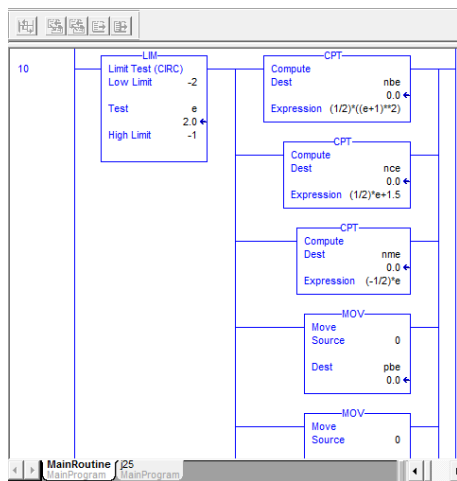 10
LIM
Limit Test (CIRC)
Low Limit -2
Test e
2.0
High Limit -1
CPT
Compute
Dest nbe
0.0
Expression (1/2)*((e+1)**2)
CPT
Compute
Dest nce
0.0
Expression (1/2)*e+1.5
CPT
Compute
Dest nme
0.0
Expression (-1/2)*e
MOV
Move
Source 0
Dest pbe
0.0
MOV
Move
Source 0
MainRoutine j25
MainProgram MainProgram